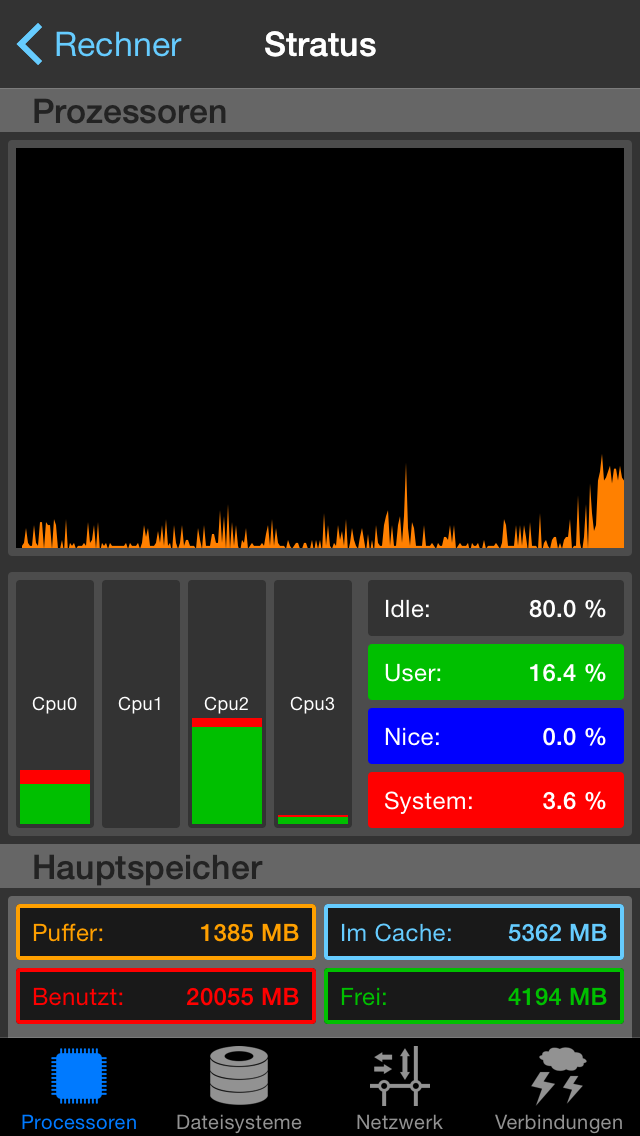 Rechner Stratus
Prozessoren
Cpu0 Cpu1 Cpu2 Cpu3
Idle: 80.0 %
User: 16.4 %
Nice: 0.0 %
System: 3.6 %
Hauptspeicher
Puffer: 1385 MB Im Cache: 5362 MB
Benutzt: 20055 MB Frei: 4194 MB
Processoren Dateisysteme Netzwerk Verbindungen